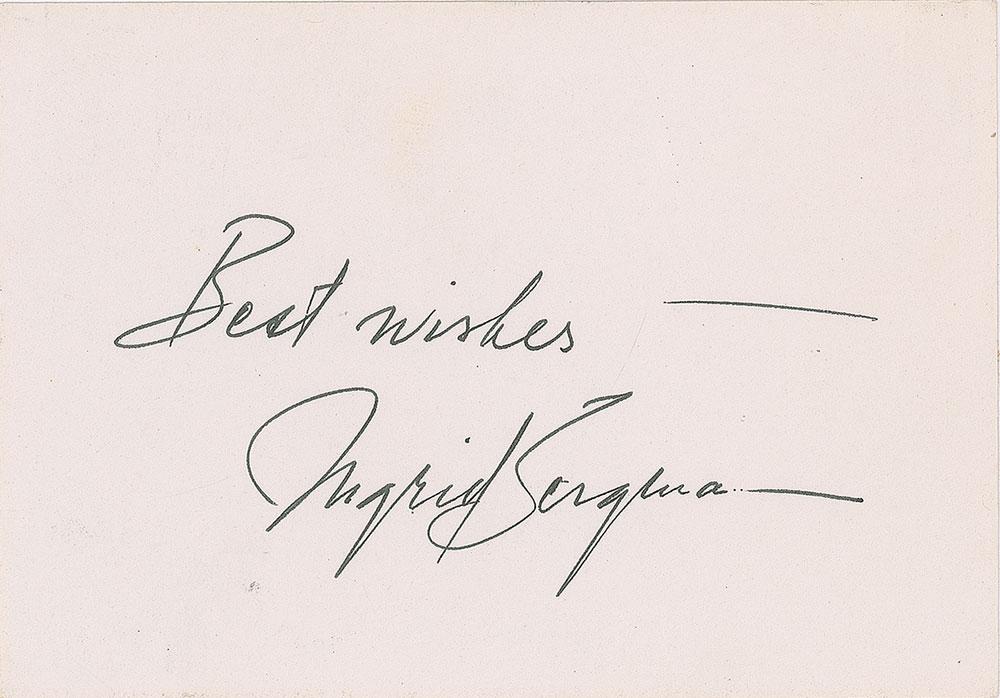 Best wishes —
Ingrid Bergman